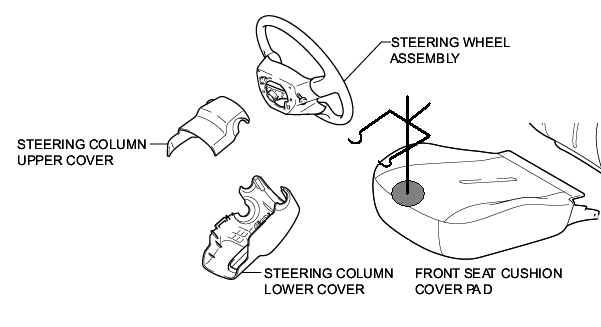 STEERING WHEEL
ASSEMBLY
STEERING COLUMN
UPPER COVER
STEERING COLUMN
LOWER COVER
FRONT SEAT CUSHION
COVER PAD